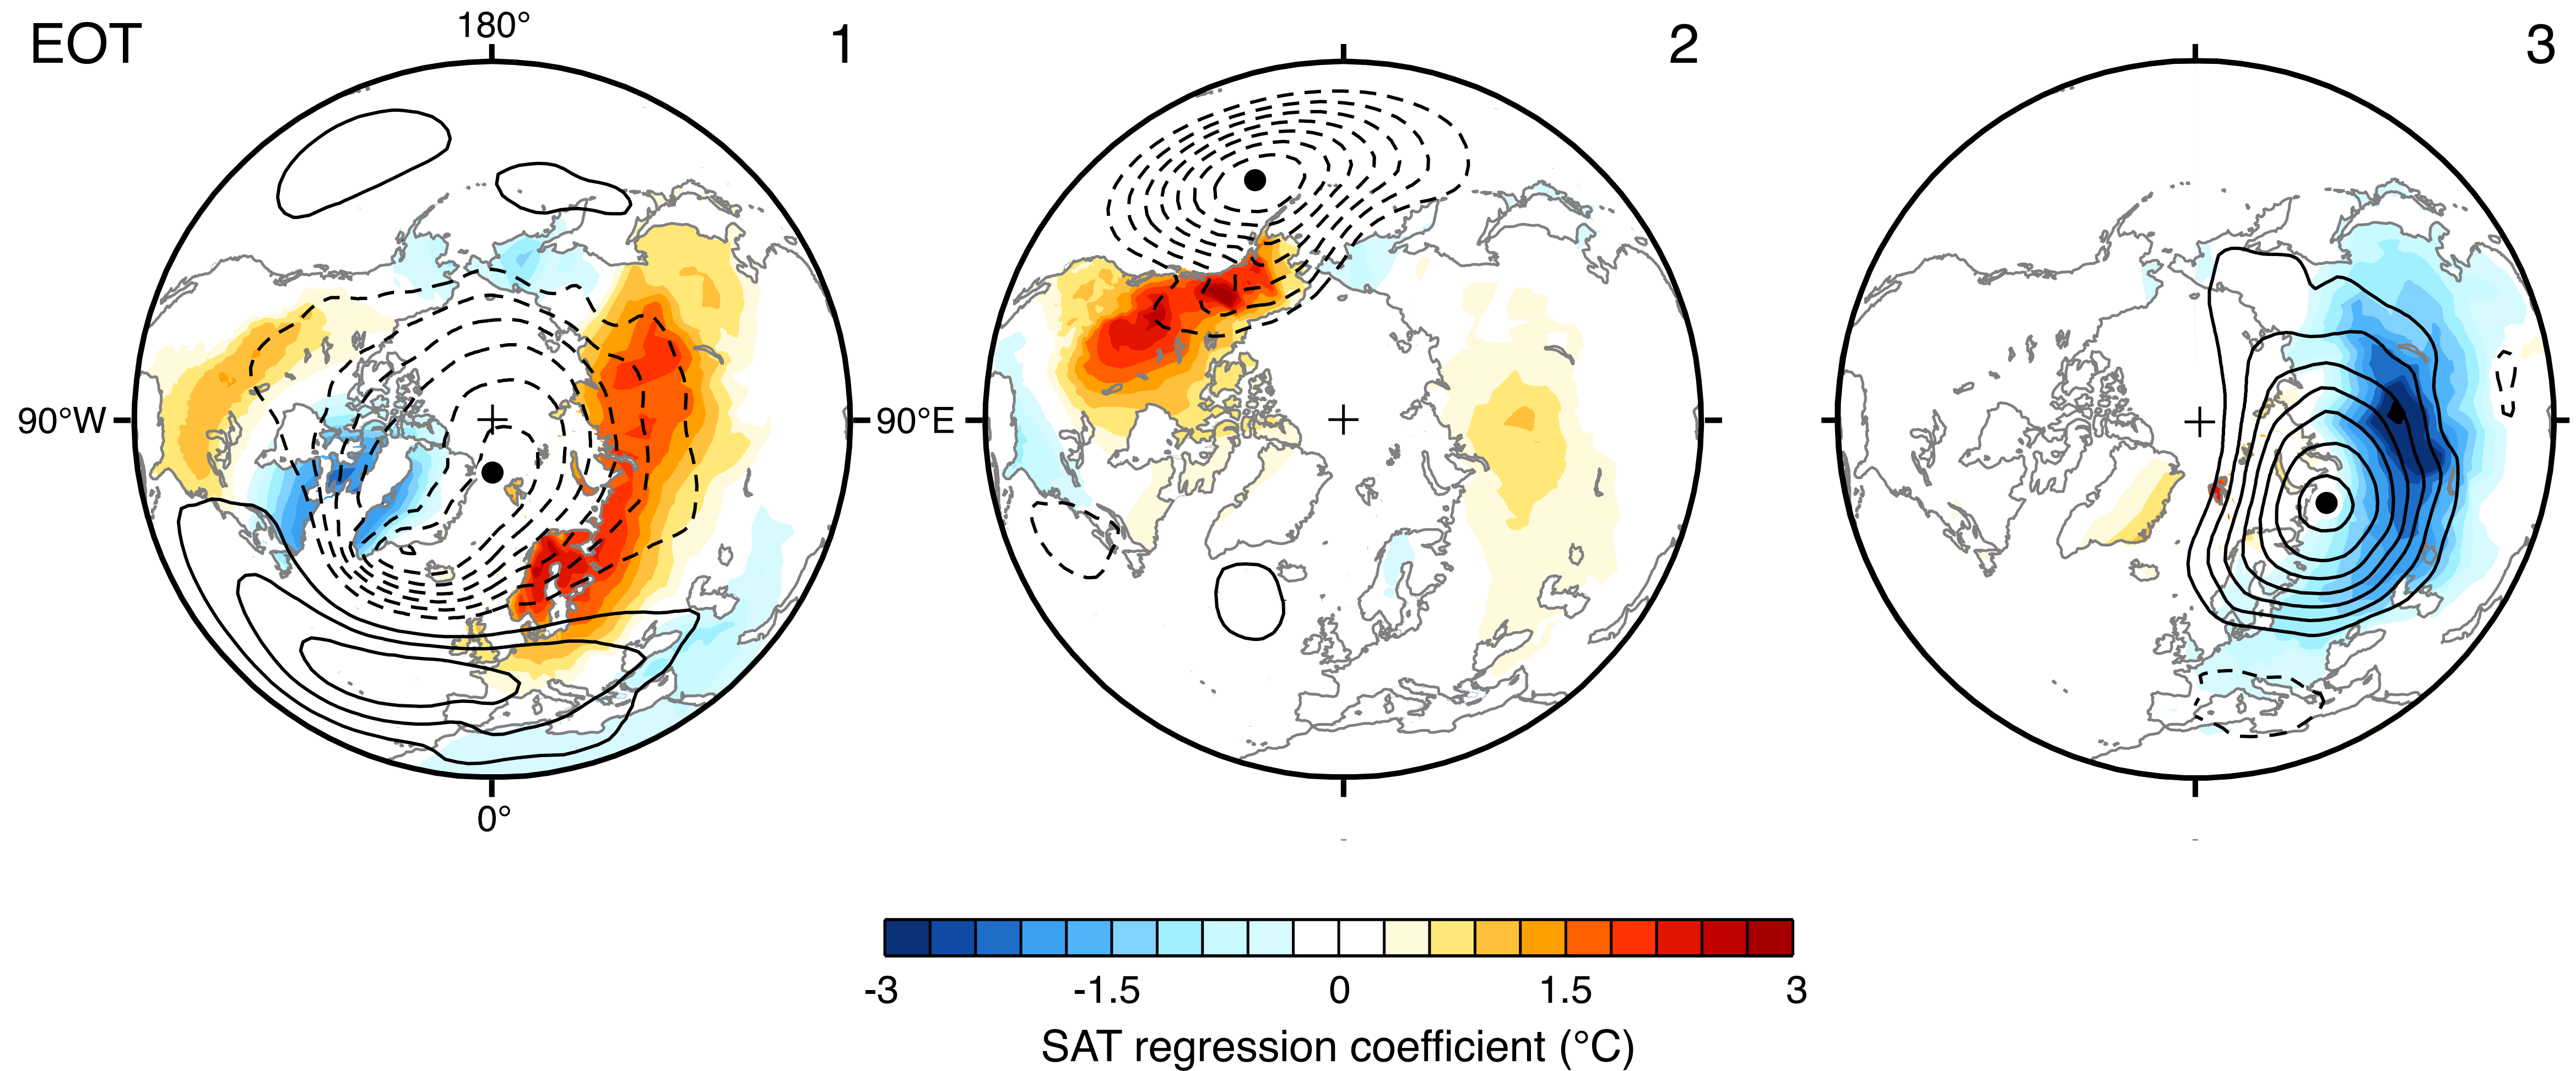 EOT
180°
1
2
3
90°W
90°E
0°
-3
-1.5
0
1.5
3
SAT regression coefficient (°C)